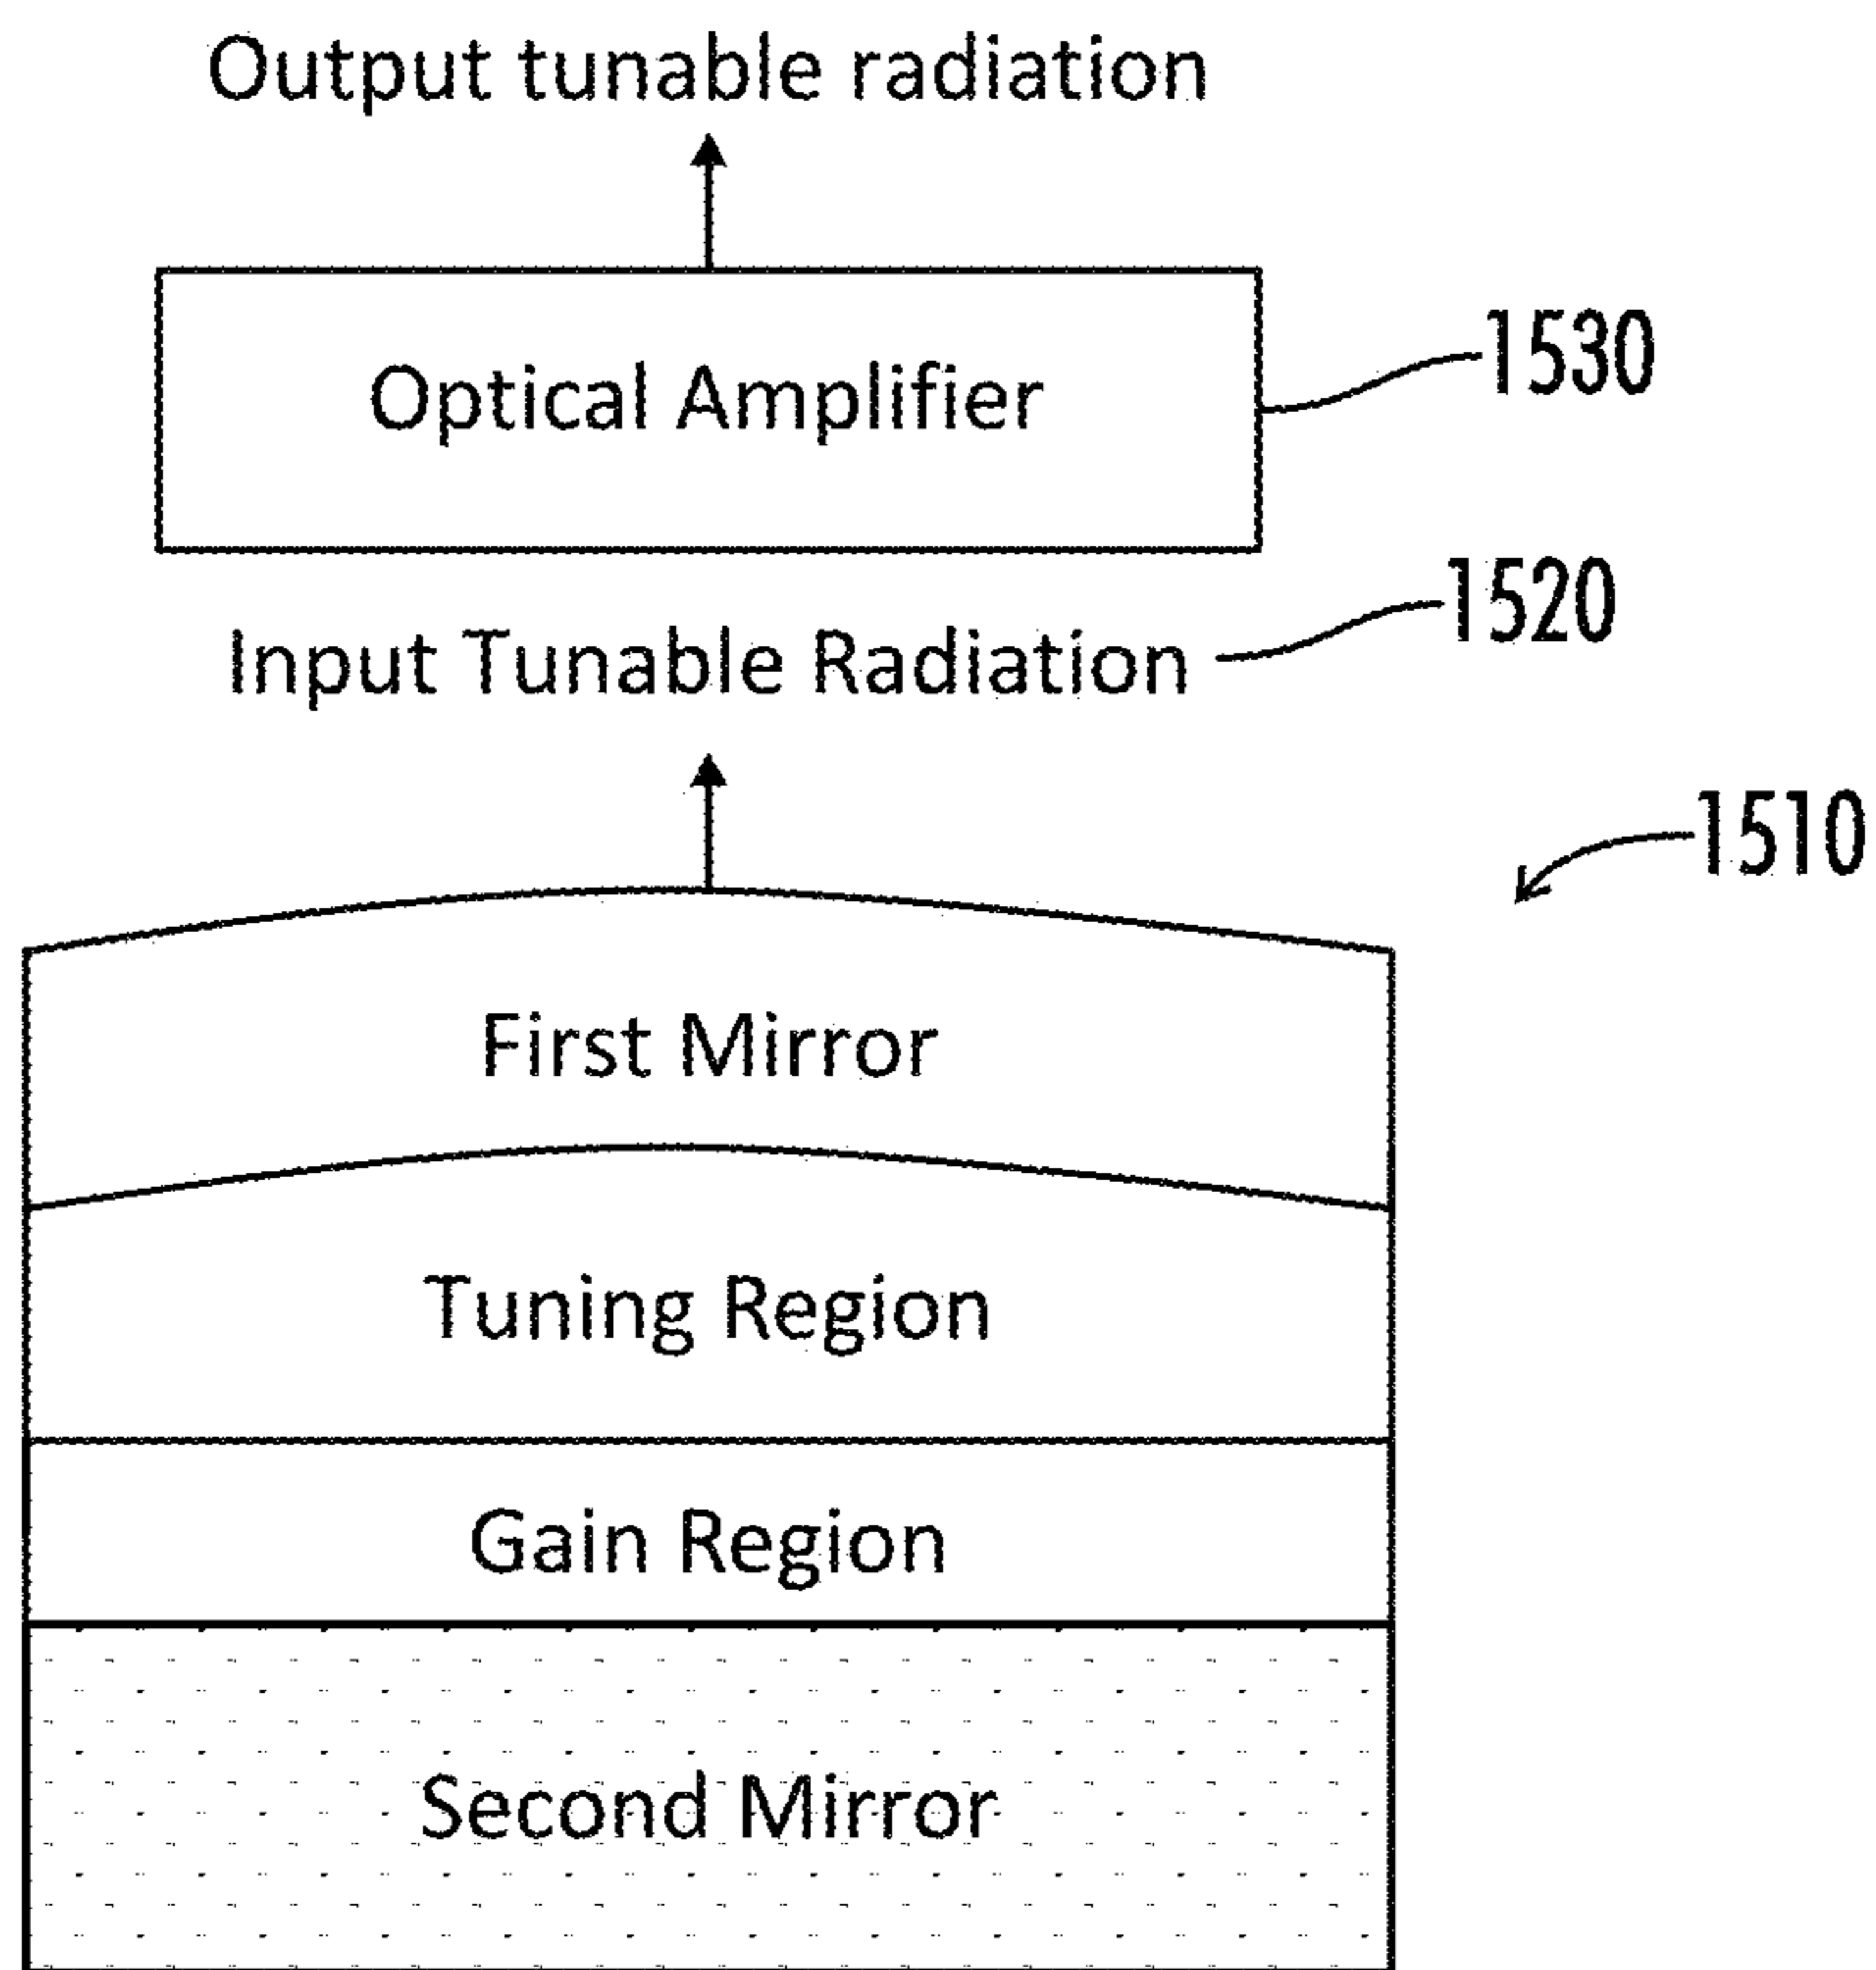 Output tunable radiation
Optical Amplifier
1530
1520
Input Tunable Radiation
1510
First Mirror
Tuning Region
Gain Region
Second Mirror